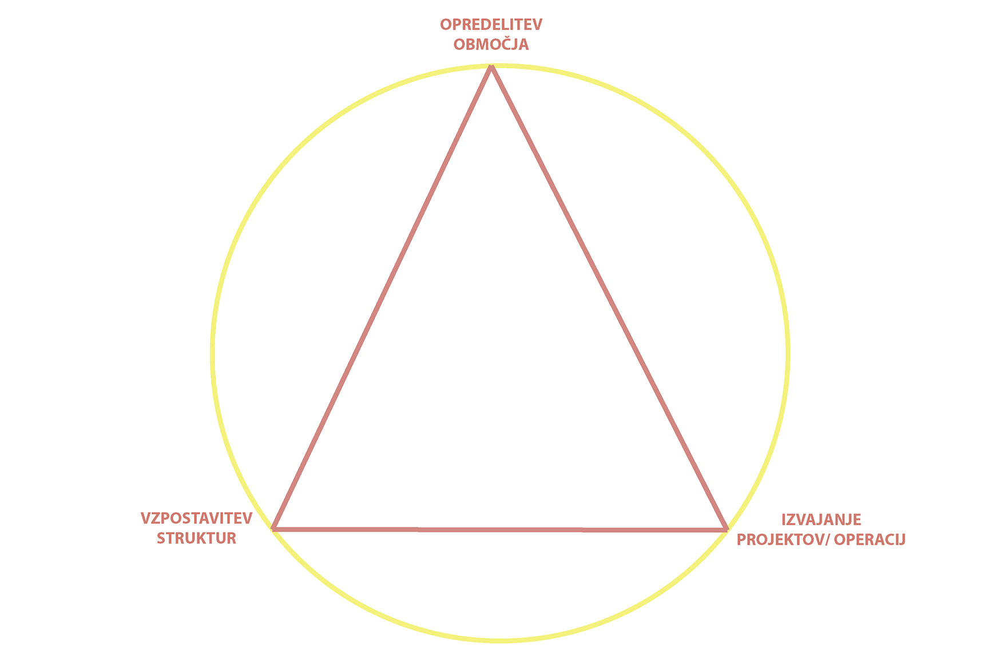 OPREDELITEV
OBMOČJA
VZPOSTAVITEV
STRUKTUR
IZVAJANJE
PROJEKTOV/ OPERACIJ